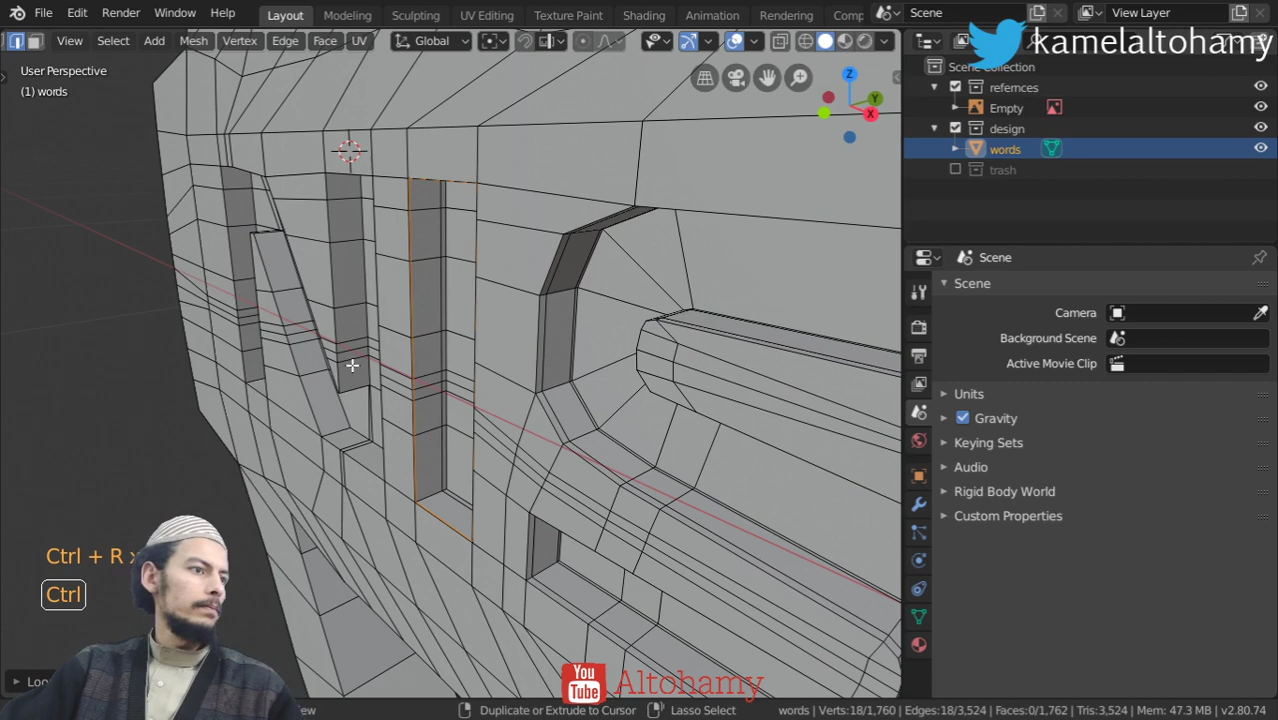 File Edit Render Window Help Layout Modeling Sculpting UV Editing Texture Paint Shading Animation Rendering Comp Scene View Layer
kamelaltohamy
View Select Add Mesh Vertex Edge Face UV Global
User Perspective
(1) words
Z
Y
X
Scene Collection
refernces
Empty
design
words
trash
Scene
Scene
Camera
Background Scene
Active Movie Clip
Units
Gravity
Keying Sets
Audio
Rigid Body World
Custom Properties
Ctrl + R
Ctrl
Loo
You
Tube
Altohamy
Duplicate or Extrude to Cursor Lasso Select words | Verts:18/1,760 | Edges:18/3,524 | Faces:0/1,762 | Tris:3,524 | Mem: 47.3 MB | v2.80.74